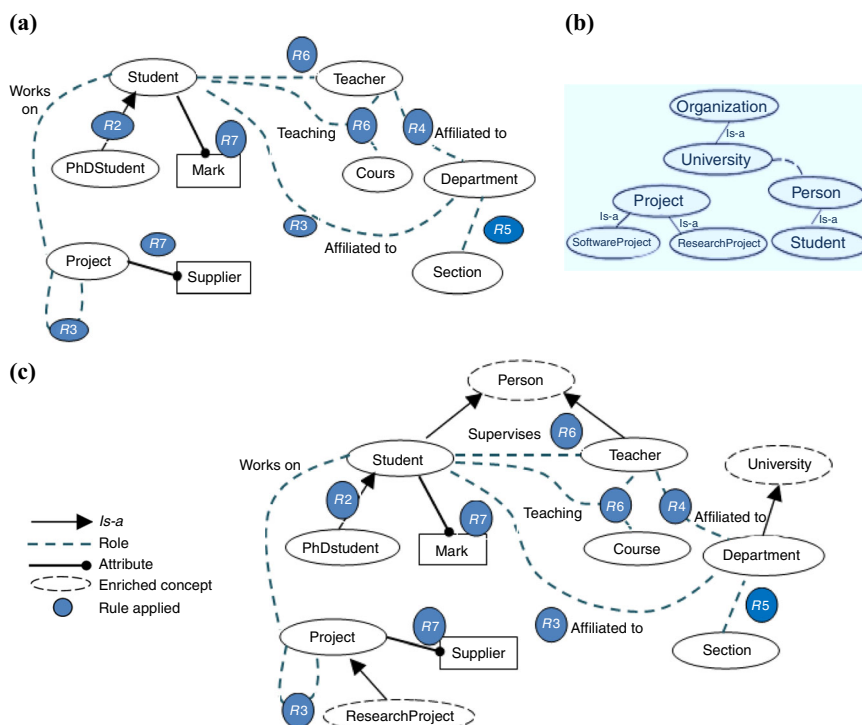 (a)
R6
Student
Teacher
Works
on
R2
R7
Teaching
R6
R4
Affiliated to
PhDStudent
Mark
Cours
Department
R3
R7
Affiliated to
R5
Project
Supplier
Section
R3
(b)
Organization
Is-a
University
Person
Project
Is-a
Is-a
Is-a
SoftwareProject
ResearchProject
Student
(c)
Person
Supervises
R6
Works on
Student
Teacher
University
R2
R7
Teaching
R6
R4
Affiliated to
PhDstudent
Mark
Course
Department
Is-a
Role
Attribute
Enriched concept
Rule applied
R5
R3
Affiliated to
Project
R7
Supplier
Section
R3
ResearchProject